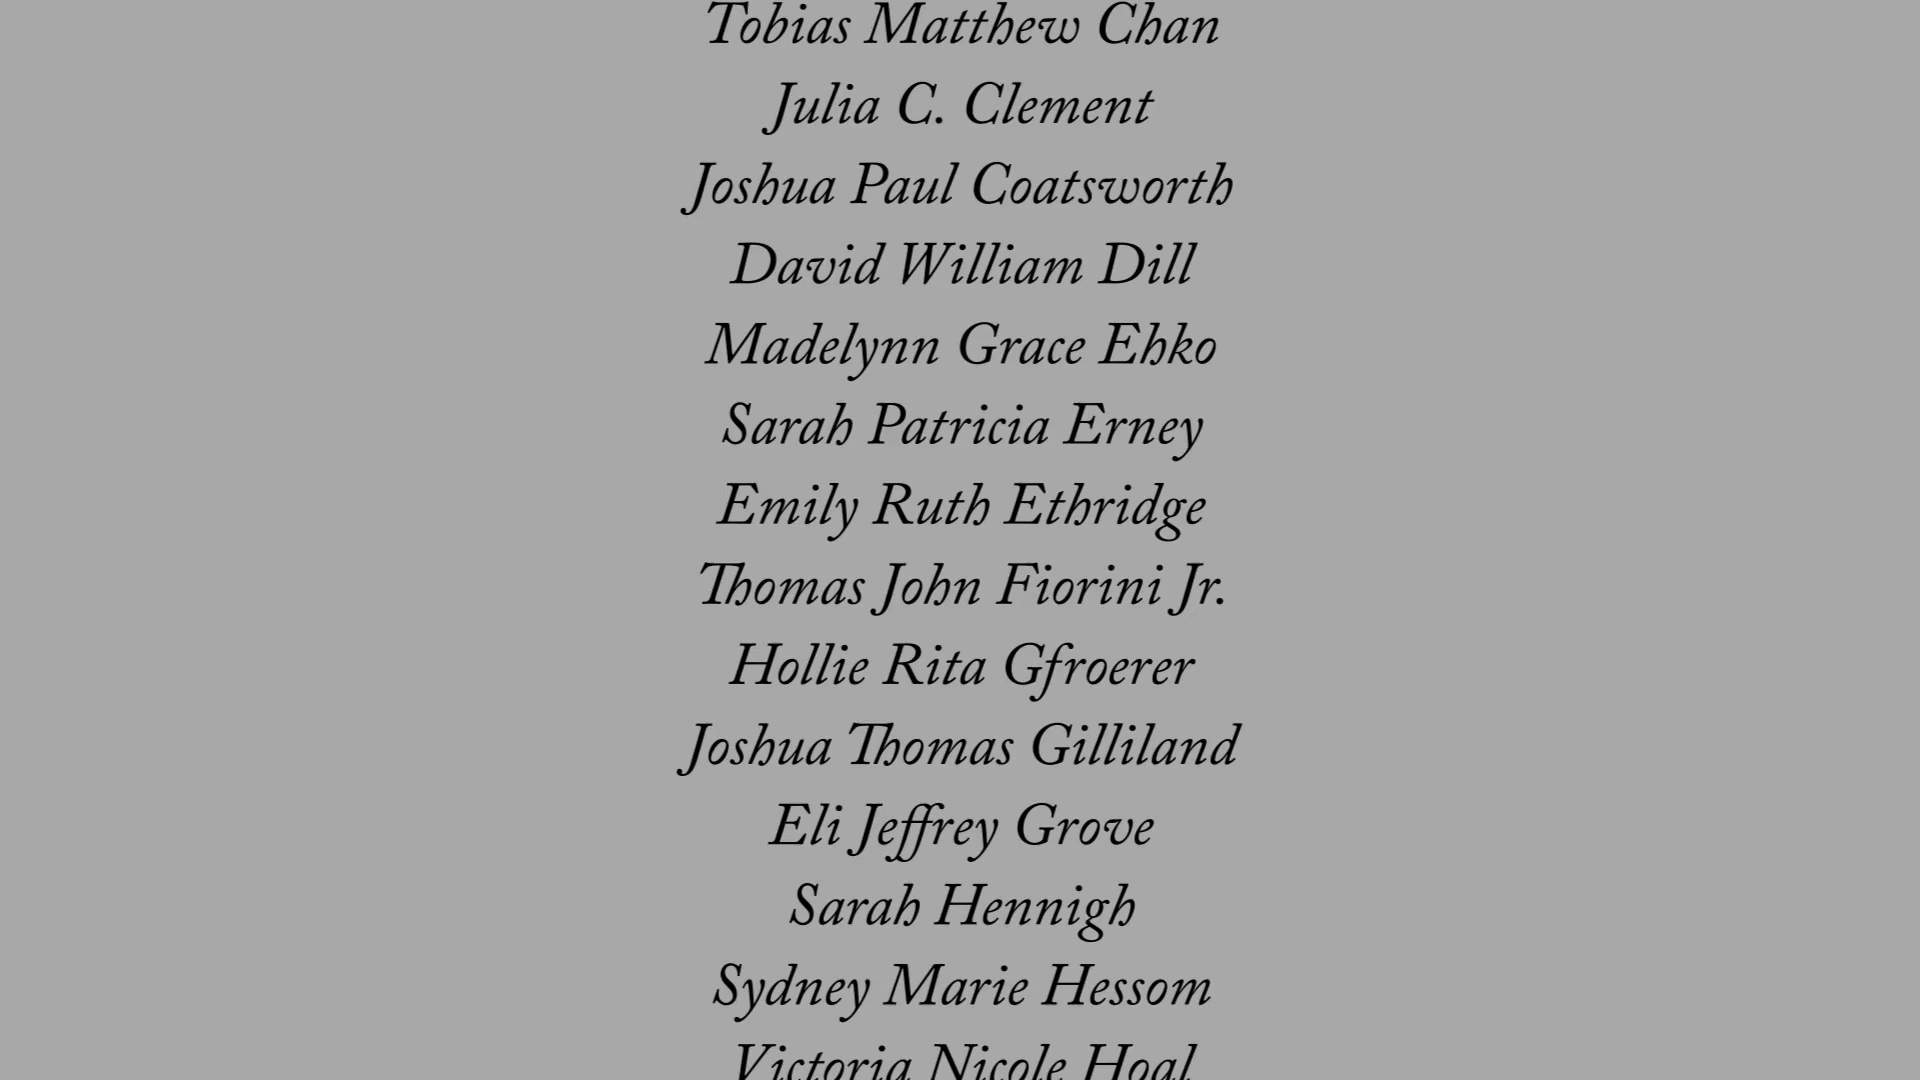 Tobias Matthew Chan
Julia C. Clement
Joshua Paul Coatsworth
David William Dill
Madelynn Grace Ehko
Sarah Patricia Erney
Emily Ruth Ethridge
Thomas John Fiorini Jr.
Hollie Rita Gfroerer
Joshua Thomas Gilliland
Eli Jeffrey Grove
Sarah Hennigh
Sydney Marie Hessom
Victoria Nicole Hoal